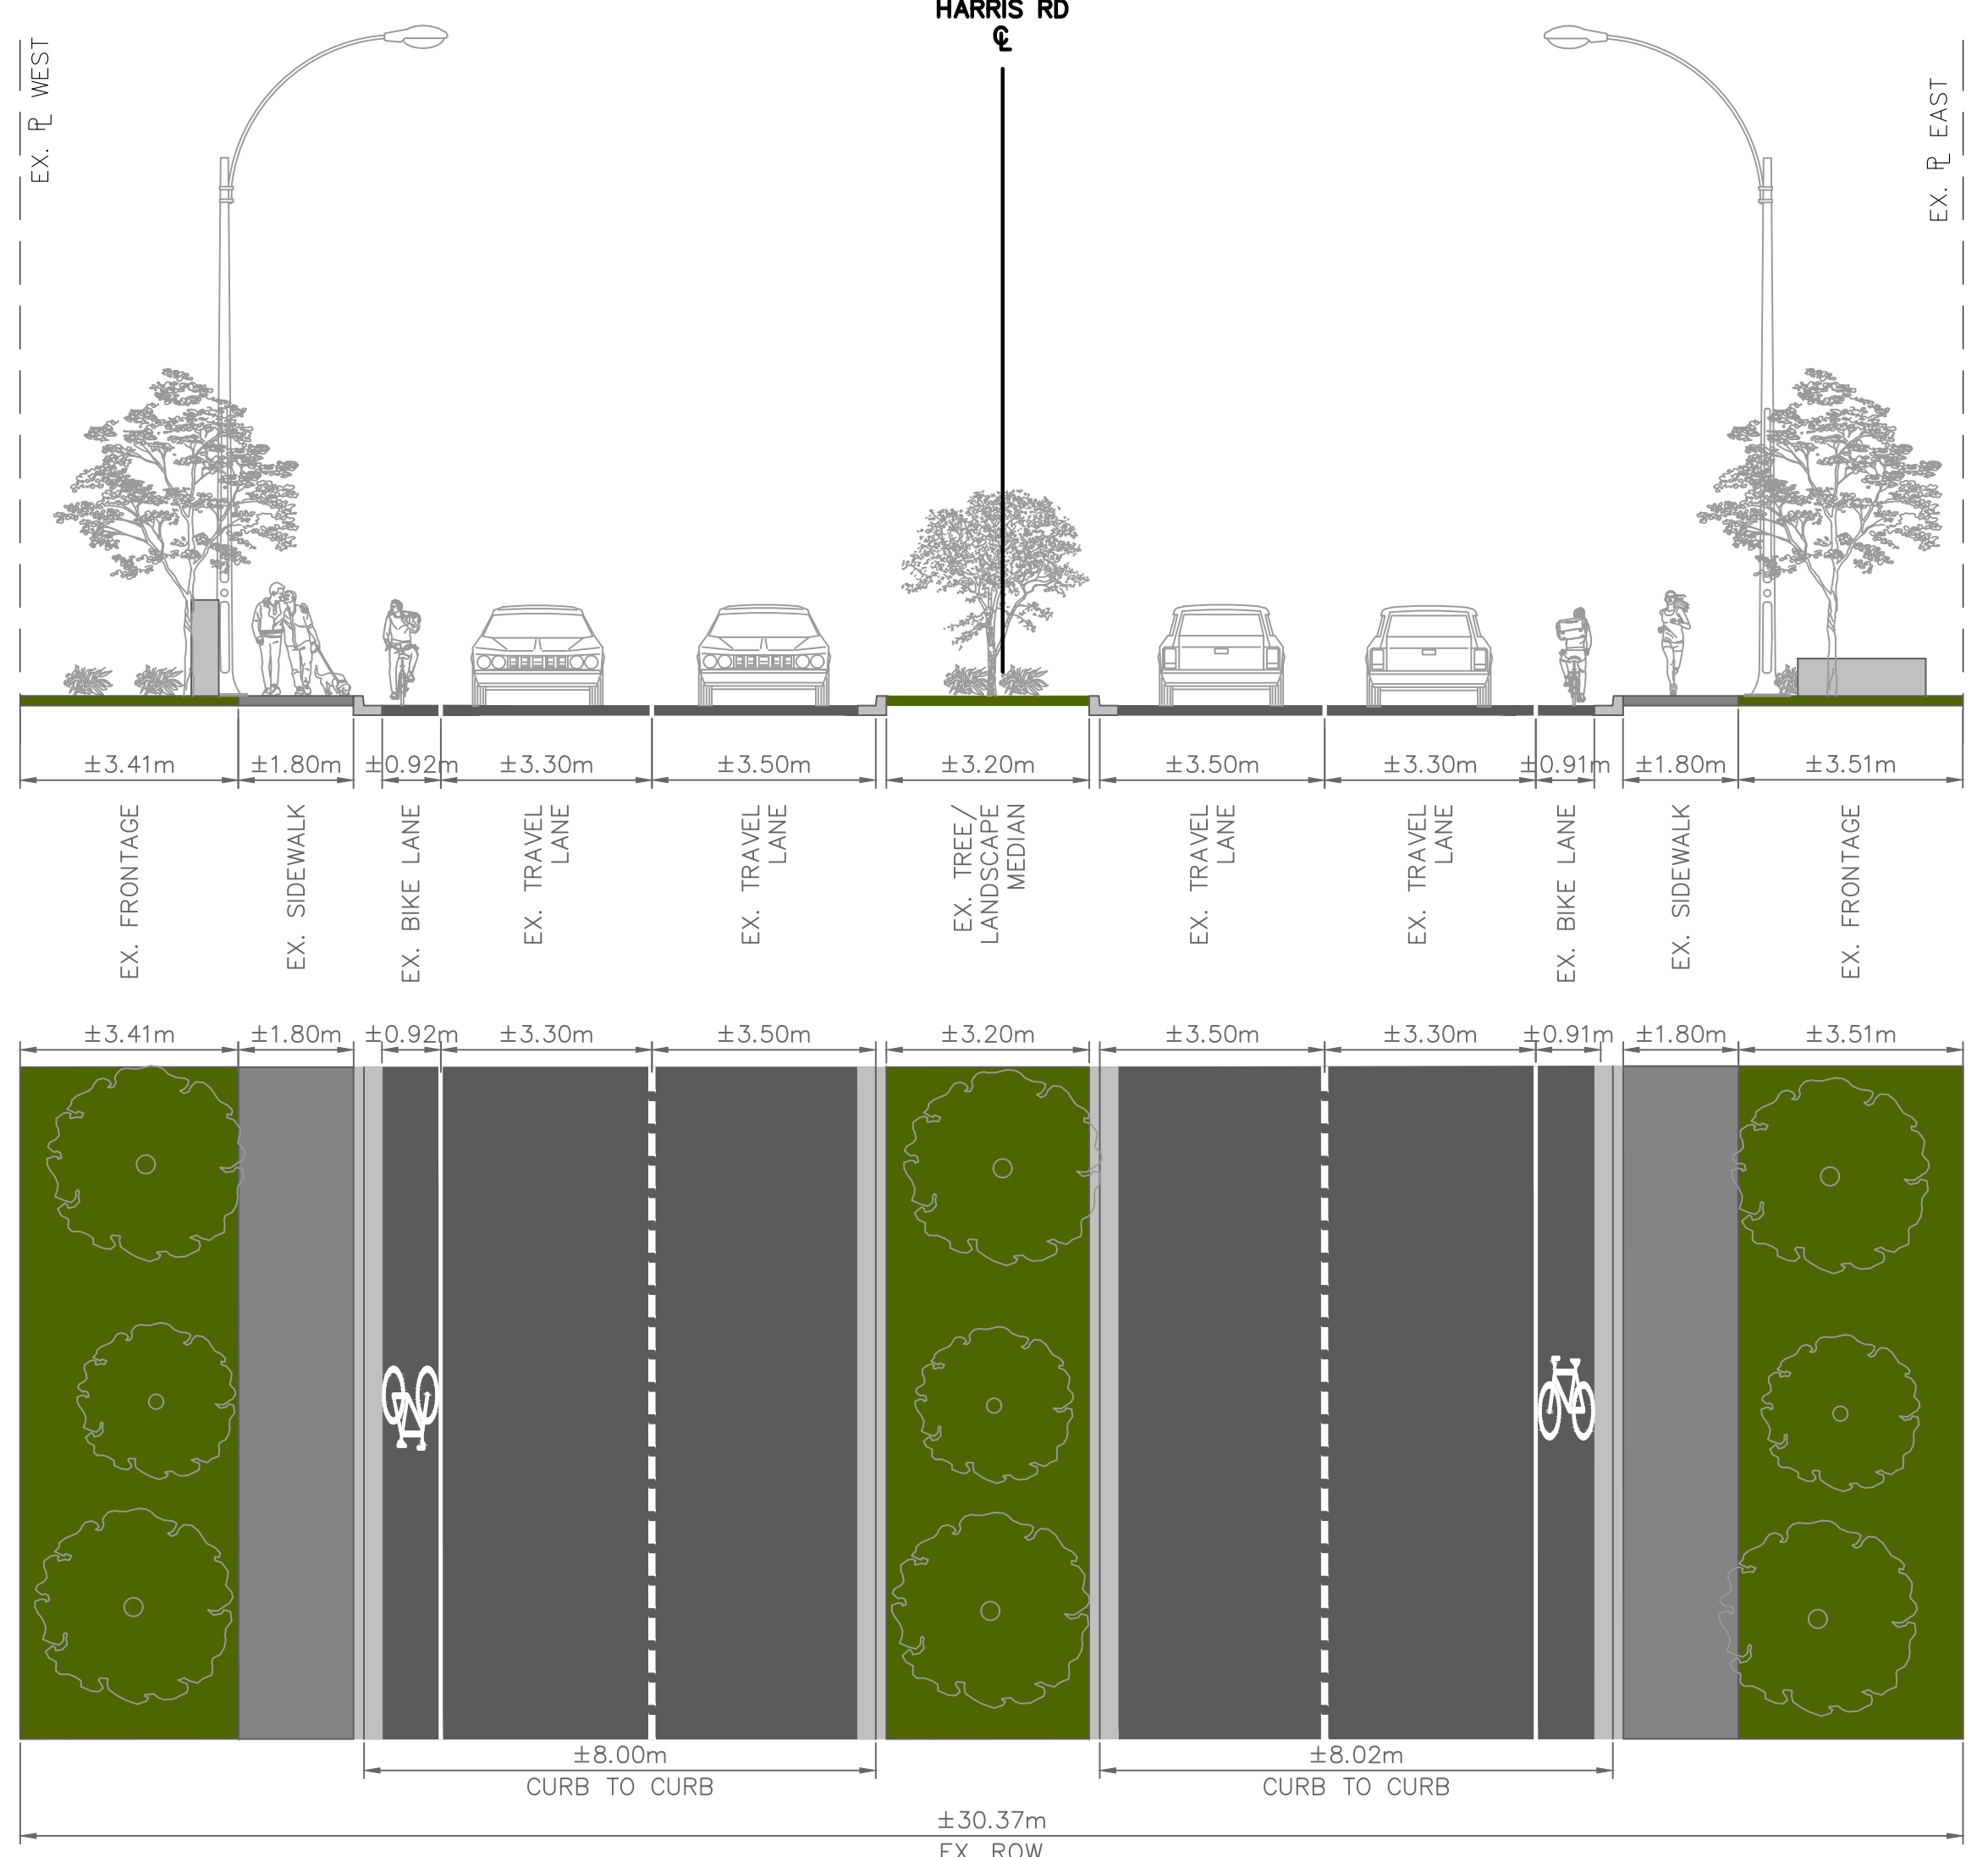 HARRIS RD
℄
EX. ⅊ WEST
EX. ⅊ EAST
±3.41m ±1.80m ±0.92m ±3.30m ±3.50m ±3.20m ±3.50m ±3.30m ±0.91m ±1.80m ±3.51m
EX. FRONTAGE
EX. SIDEWALK
EX. BIKE LANE
EX. TRAVEL
LANE
EX. TRAVEL
LANE
EX. TREE/
LANDSCAPE
MEDIAN
EX. TRAVEL
LANE
EX. TRAVEL
LANE
EX. BIKE LANE
EX. SIDEWALK
EX. FRONTAGE
±3.41m ±1.80m ±0.92m ±3.30m ±3.50m ±3.20m ±3.50m ±3.30m ±0.91m ±1.80m ±3.51m
±8.00m
CURB TO CURB
±8.02m
CURB TO CURB
±30.37m
EX. ROW